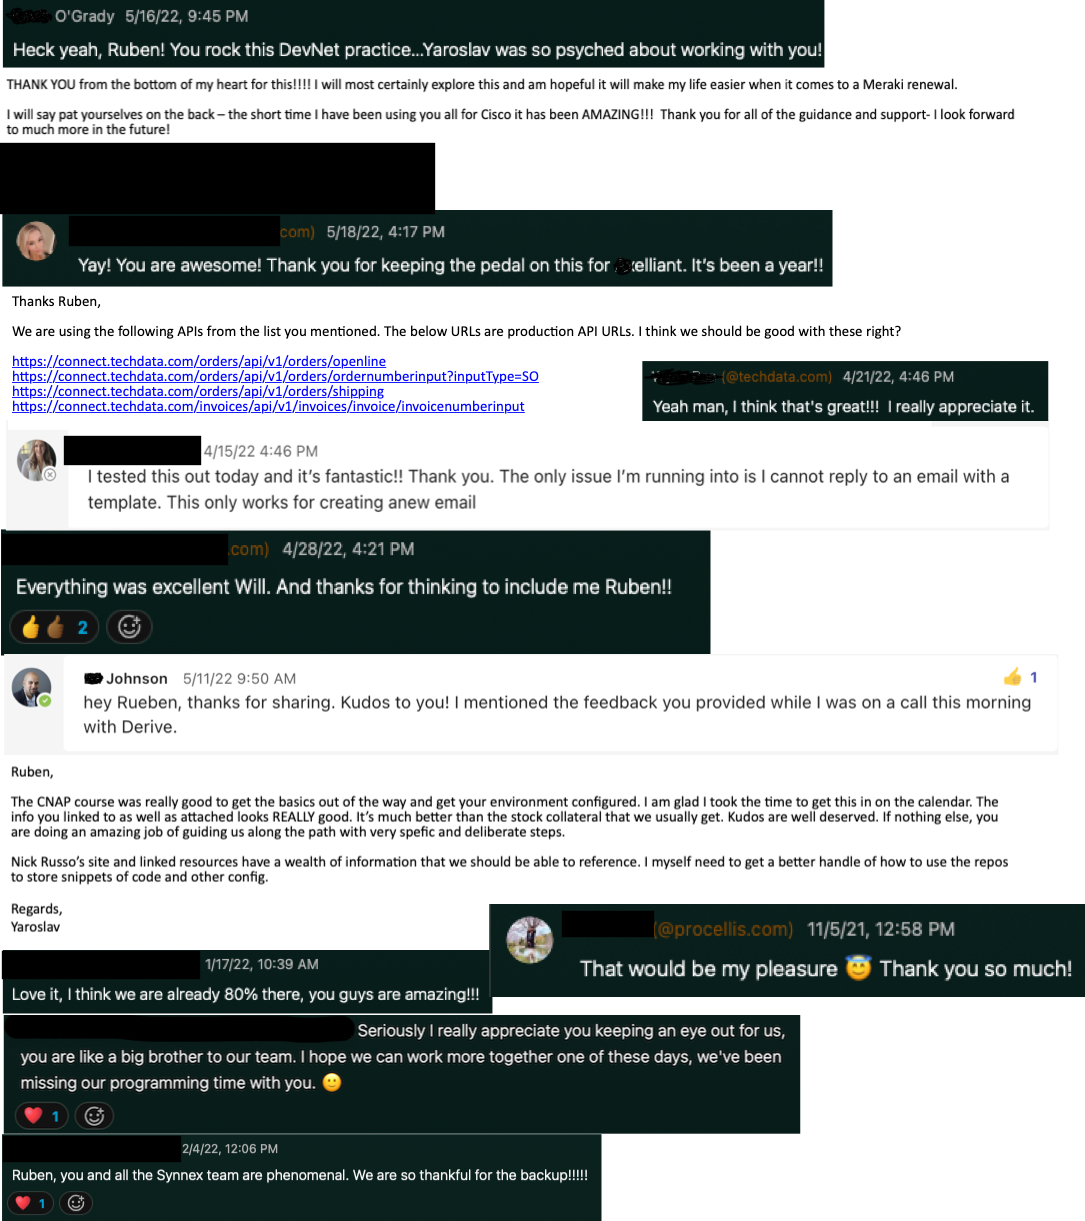 O'Grady 5/16/22, 9:45 PM
Heck yeah, Ruben! You rock this DevNet practice...Yaroslav was so psyched about working with you!
THANK YOU from the bottom of my heart for this!!!! I will most certainly explore this and am hopeful it will make my life easier when it comes to a Meraki renewal.
I will say pat yourselves on the back – the short time I have been using you all for Cisco it has been AMAZING!!!  Thank you for all of the guidance and support- I look forward
to much more in the future!
com) 5/18/22, 4:17 PM
Yay! You are awesome! Thank you for keeping the pedal on this for elliant. It's been a year!!
Thanks Ruben,
We are using the following APIs from the list you mentioned. The below URLs are production API URLs. I think we should be good with these right?
https://connect.techdata.com/orders/api/v1/orders/openline
https://connect.techdata.com/orders/api/v1/orders/ordernumberinput?inputType=SO
https://connect.techdata.com/orders/api/v1/orders/shipping
https://connect.techdata.com/invoices/api/v1/invoices/invoice/invoicenumberinput
(@techdata.com) 4/21/22, 4:46 PM
Yeah man, I think that's great!!!  I really appreciate it.
4/15/22 4:46 PM
I tested this out today and it's fantastic!! Thank you. The only issue I'm running into is I cannot reply to an email with a
template. This only works for creating anew email
.com) 4/28/22, 4:21 PM
Everything was excellent Will. And thanks for thinking to include me Ruben!!
👍👍🏾 2
Johnson 5/11/22 9:50 AM
👍 1
hey Rueben, thanks for sharing. Kudos to you! I mentioned the feedback you provided while I was on a call this morning
with Derive.
Ruben,
The CNAP course was really good to get the basics out of the way and get your environment configured. I am glad I took the time to get this in on the calendar. The
info you linked to as well as attached looks REALLY good. It's much better than the stock collateral that we usually get. Kudos are well deserved. If nothing else, you
are doing an amazing job of guiding us along the path with very spefic and deliberate steps.
Nick Russo's site and linked resources have a wealth of information that we should be able to reference. I myself need to get a better handle of how to use the repos
to store snippets of code and other config.
Regards,
Yaroslav
(@procellis.com) 11/5/21, 12:58 PM
That would be my pleasure 😇 Thank you so much!
1/17/22, 10:39 AM
Love it, I think we are already 80% there, you guys are amazing!!!
Seriously I really appreciate you keeping an eye out for us,
you are like a big brother to our team. I hope we can work more together one of these days, we've been
missing our programming time with you. 🙂
❤️ 1
2/4/22, 12:06 PM
Ruben, you and all the Synnex team are phenomenal. We are so thankful for the backup!!!!!
❤️ 1